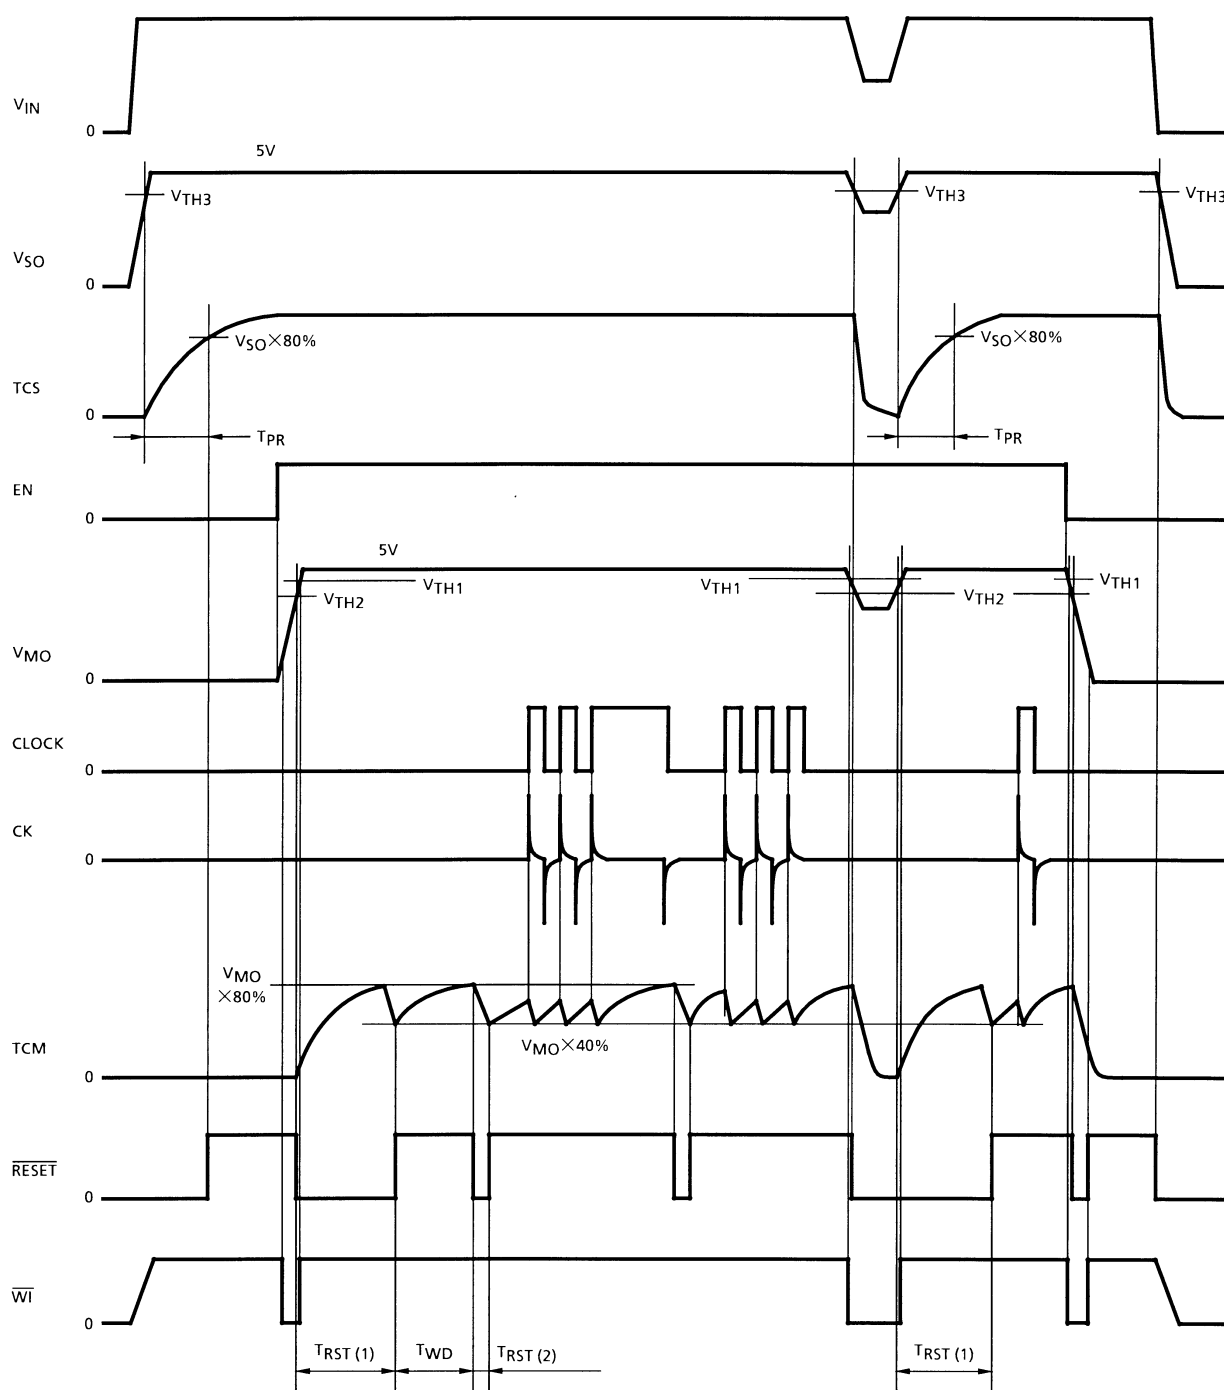 VIN
0
5V
VTH3
VTH3
VTH3
VSO
0
VSO×80%
VSO×80%
TCS
0
TPR
TPR
EN
0
5V
VTH1
VTH1
VTH1
VTH2
VTH2
VMO
0
CLOCK
0
CK
0
VMO
×80%
VMO×40%
TCM
0
RESET
0
WI
0
TRST (1)
TWD
TRST (2)
TRST (1)